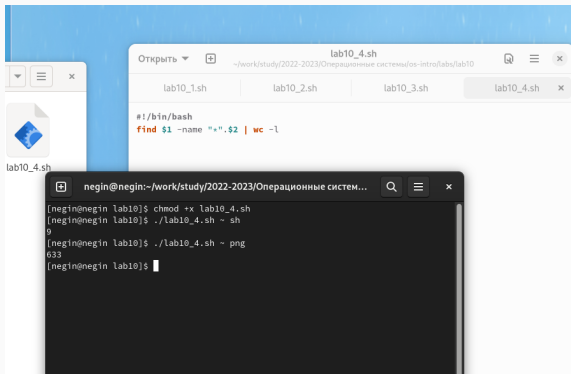 Открыть
lab10_4.sh
~/work/study/2022-2023/Операционные системы/os-intro/labs/lab10
lab10_1.sh
lab10_2.sh
lab10_3.sh
lab10_4.sh
#!/bin/bash
find $1 -name "*".$2 | wc -l
lab10_4.sh
negin@negin:~/work/study/2022-2023/Операционные систем...
[negin@negin lab10]$ chmod +x lab10_4.sh
[negin@negin lab10]$ ./lab10_4.sh ~ sh
9
[negin@negin lab10]$ ./lab10_4.sh ~ png
633
[negin@negin lab10]$